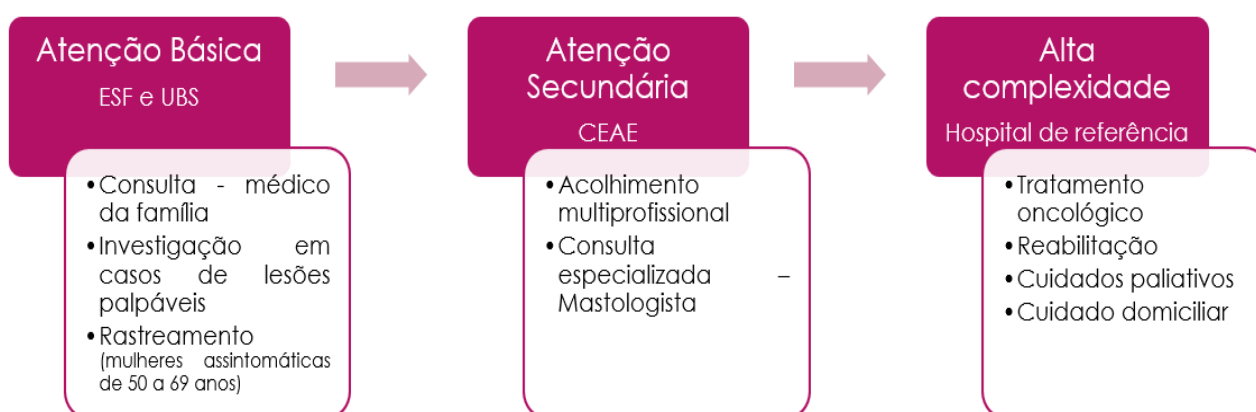 Atenção Básica
ESF e UBS
•Consulta - médico
da família
•Investigação em
casos de lesões
palpáveis
•Rastreamento
(mulheres assintomáticas
de 50 a 69 anos)
Atenção
Secundária
CEAE
•Acolhimento
multiprofissional
•Consulta
especializada –
Mastologista
Alta
complexidade
Hospital de referência
•Tratamento
oncológico
•Reabilitação
•Cuidados paliativos
•Cuidado domiciliar